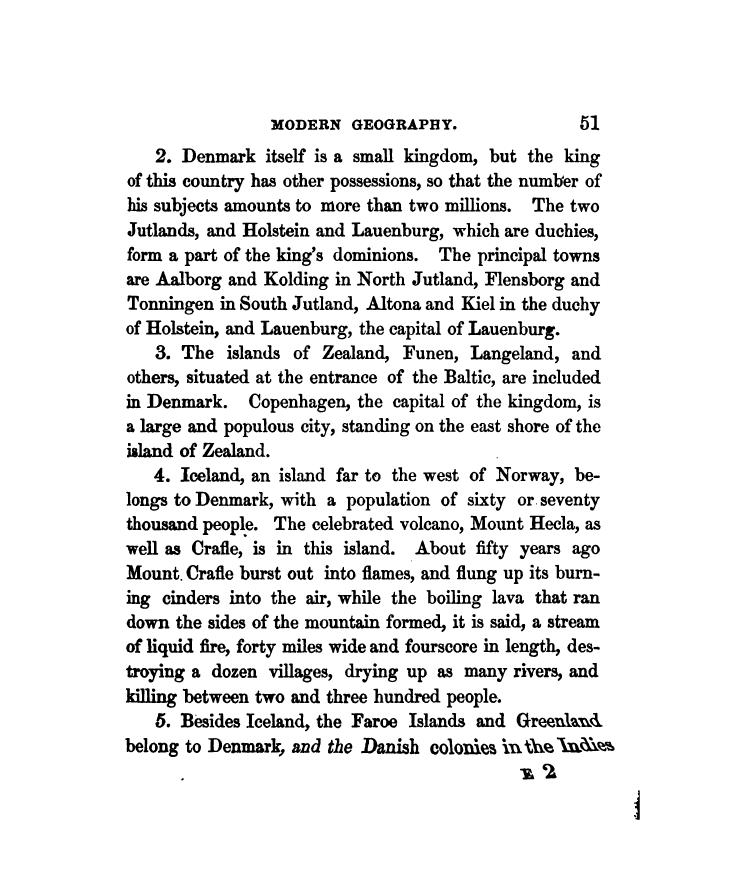 MODERN GEOGRAPHY. 51
2. Denmark itself is a small kingdom, but the king
of this country has other possessions, so that the number of
his subjects amounts to more than two millions. The two
Jutlands, and Holstein and Lauenburg, which are duchies,
form a part of the king's dominions. The principal towns
are Aalborg and Kolding in North Jutland, Flensborg and
Tonningen in South Jutland, Altona and Kiel in the duchy
of Holstein, and Lauenburg, the capital of Lauenburg.
3. The islands of Zealand, Funen, Langeland, and
others, situated at the entrance of the Baltic, are included
in Denmark. Copenhagen, the capital of the kingdom, is
a large and populous city, standing on the east shore of the
island of Zealand.
4. Iceland, an island far to the west of Norway, be-
longs to Denmark, with a population of sixty or seventy
thousand people. The celebrated volcano, Mount Hecla, as
well as Crafle, is in this island. About fifty years ago
Mount Crafle burst out into flames, and flung up its burn-
ing cinders into the air, while the boiling lava that ran
down the sides of the mountain formed, it is said, a stream
of liquid fire, forty miles wide and fourscore in length, des-
troying a dozen villages, drying up as many rivers, and
killing between two and three hundred people.
5. Besides Iceland, the Faroe Islands and Greenland
belong to Denmark, and the Danish colonies in the Indies
E 2